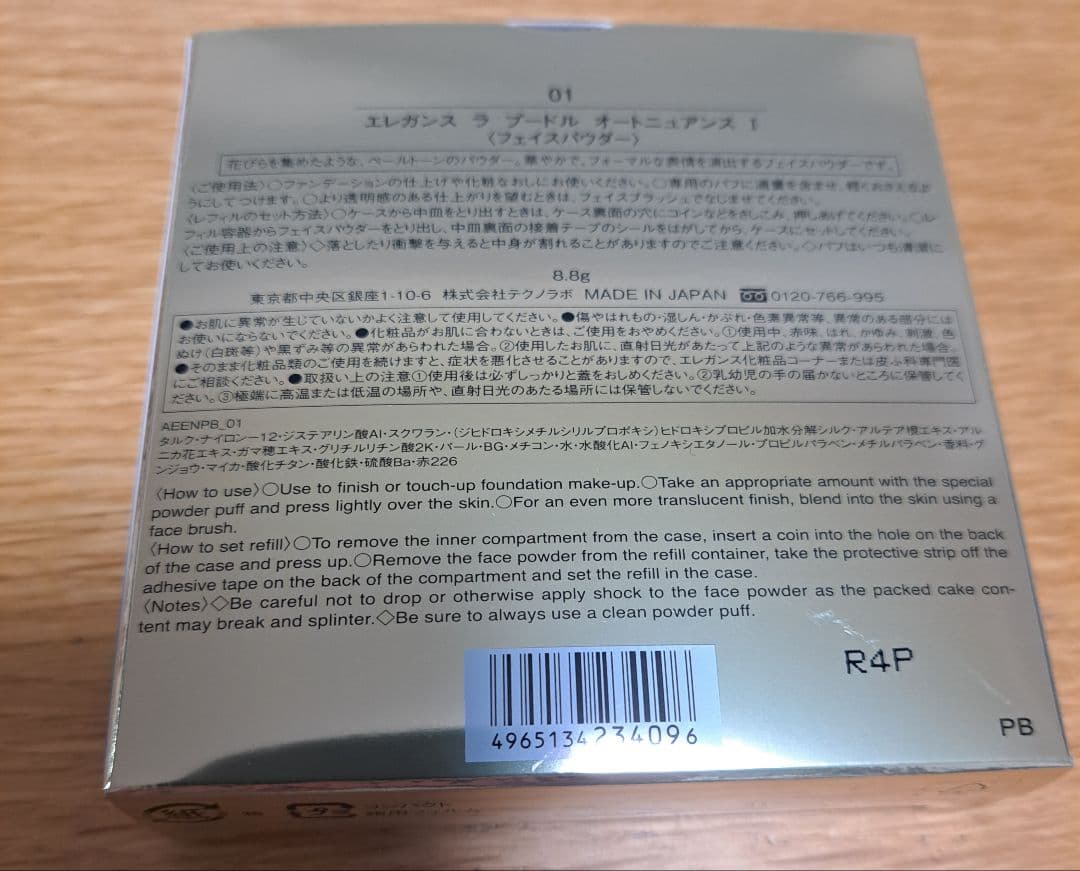 01
エレガンス ラ プードル オートニュアンス I
〈フェイスパウダー〉
花びらを集めたような、ペールトーンのパウダー。華やかで、フォーマルな表情を演出するフェイスパウダーです。
〈ご使用法〉○ファンデーションの仕上げや化粧なおしにお使いください。○専用のパフに適量を含ませ、軽くおさえるよ
うにしてつけます。○より透明感のある仕上がりを望むときは、フェイスブラッシュでなじませてください。
〈レフィルのセット方法〉○ケースから中皿をとり出すときは、ケース裏面の穴にコインなどをさしこみ、押しあげてください。○レ
フィル容器からフェイスパウダーをとり出し、中皿裏面の接着テープのシールをはがしてから、ケースにセットしてください。
〈ご使用上の注意〉◇落としたり衝撃を与えると中身が割れることがありますのでご注意ください。◇パフはいつも清潔に
してお使いください。
8.8g
東京都中央区銀座1-10-6 株式会社テクノラボ MADE IN JAPAN 0120-766-995
●お肌に異常が生じていないかよく注意して使用してください。●傷やはれもの・湿しん・かぶれ・色素異常等、異常のある部分には
お使いにならないでください。●化粧品がお肌に合わないときは、ご使用をおやめください。①使用中、赤味、はれ、かゆみ、刺激、色
ぬけ(白斑等)や黒ずみ等の異常があらわれた場合。②使用したお肌に、直射日光があたって上記のような異常があらわれた場合。
●そのまま化粧品類のご使用を続けますと、症状を悪化させることがありますので、エレガンス化粧品コーナーまたは皮ふ科専門医
にご相談ください。●取扱い上の注意①使用後は必ずしっかりと蓋をおしめください。②乳幼児の手の届かないところに保管してく
ださい。③極端に高温または低温の場所や、直射日光のあたる場所には保管しないでください。
AEENPB_01
タルク・ナイロン-12・ジステアリン酸Al・スクワラン・(ジヒドロキシメチルシリルプロポキシ)ヒドロキシプロピル加水分解シルク・アルテア根エキス・アル
ニカ花エキス・ガマ穂エキス・グリチルリチン酸2K・パール・BG・メチコン・水・水酸化Al・フェノキシエタノール・プロピルパラベン・メチルパラベン・香料・グ
ンジョウ・マイカ・酸化チタン・酸化鉄・硫酸Ba・赤226
〈How to use〉○Use to finish or touch-up foundation make-up.○Take an appropriate amount with the special
powder puff and press lightly over the skin.○For an even more translucent finish, blend into the skin using a
face brush.
〈How to set refill〉○To remove the inner compartment from the case, insert a coin into the hole on the back
of the case and press up.○Remove the face powder from the refill container, take the protective strip off the
adhesive tape on the back of the compartment and set the refill in the case.
〈Notes〉◇Be careful not to drop or otherwise apply shock to the face powder as the packed cake con-
tent may break and splinter.◇Be sure to always use a clean powder puff.
R4P
4965134234096
PB
紙